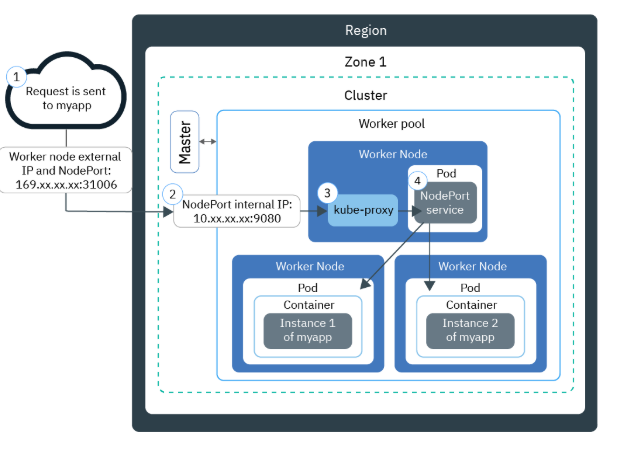 Region
Zone 1
1
Request is sent
to myapp
Cluster
Worker pool
Master
Worker node external
IP and NodePort:
169.xx.xx.xx:31006
Worker Node
Pod
2
NodePort internal IP:
10.xx.xx.xx:9080
3
kube-proxy
4
NodePort
service
Worker Node
Pod
Container
Instance 1
of myapp
Worker Node
Pod
Container
Instance 2
of myapp